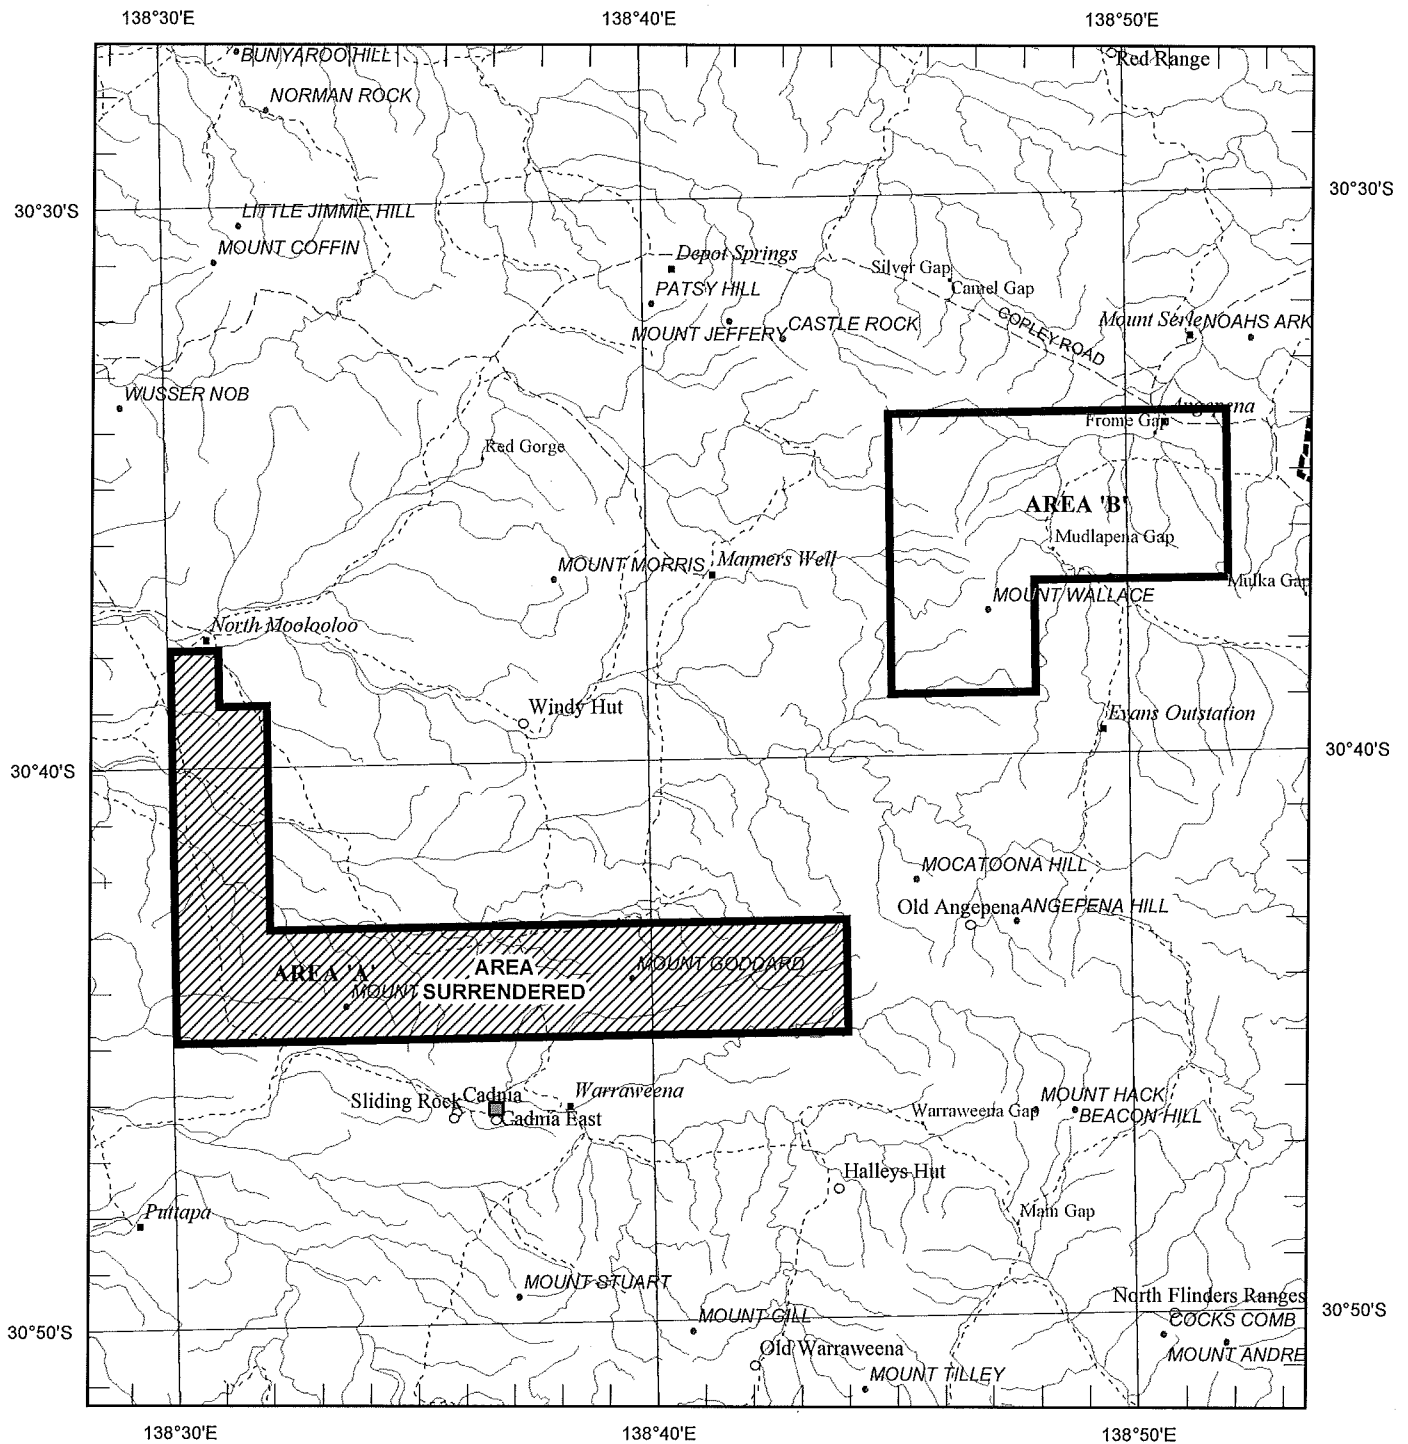 138°30'E 138°40'E 138°50'E
BUNYAROO HILL
Red Range
NORMAN ROCK
30°30'S
30°30'S
LITTLE JIMMIE HILL
MOUNT COFFIN
Depot Springs
Silver Gap
Camel Gap
PATSY HILL
COPLEY ROAD
MOUNT JEFFERY
CASTLE ROCK
Mount Serle
NOAHS ARK
WUSSER NOB
Angepena
Frome Gap
Red Gorge
AREA 'B'
Mudlapena Gap
MOUNT MORRIS
Manners Well
Mulka Gap
MOUNT WALLACE
North Moolooloo
Windy Hut
Evans Outstation
30°40'S
30°40'S
MOCATOONA HILL
Old Angepena
ANGEPENA HILL
AREA 'A'
AREA
SURRENDERED
MOUNT GODDARD
MOUNT
Sliding Rock
Cadnia
Warraweena
Cadnia East
Warraweena Gap
MOUNT HACK
BEACON HILL
Halleys Hut
Puttapa
Main Gap
MOUNT STUART
North Flinders Ranges
MOUNT GILL
COCKS COMB
30°50'S
30°50'S
Old Warraweena
MOUNT ANDRE
MOUNT TILLEY
138°30'E 138°40'E 138°50'E